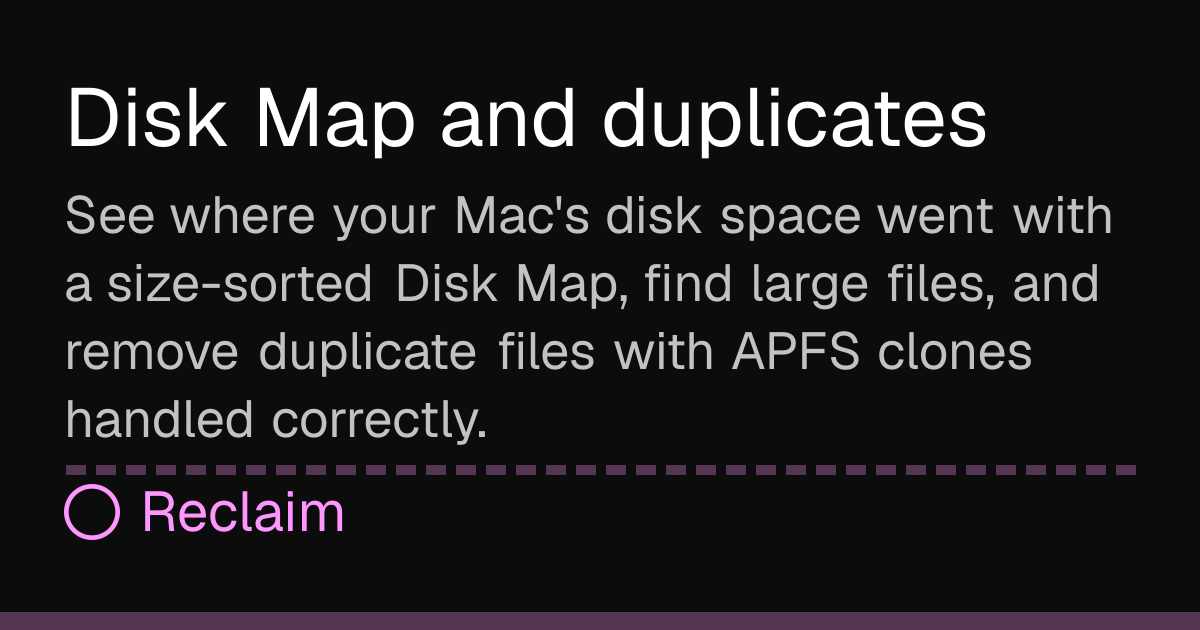 Disk Map and duplicates
See where your Mac's disk space went with
a size-sorted Disk Map, find large files, and
remove duplicate files with APFS clones
handled correctly.
Reclaim